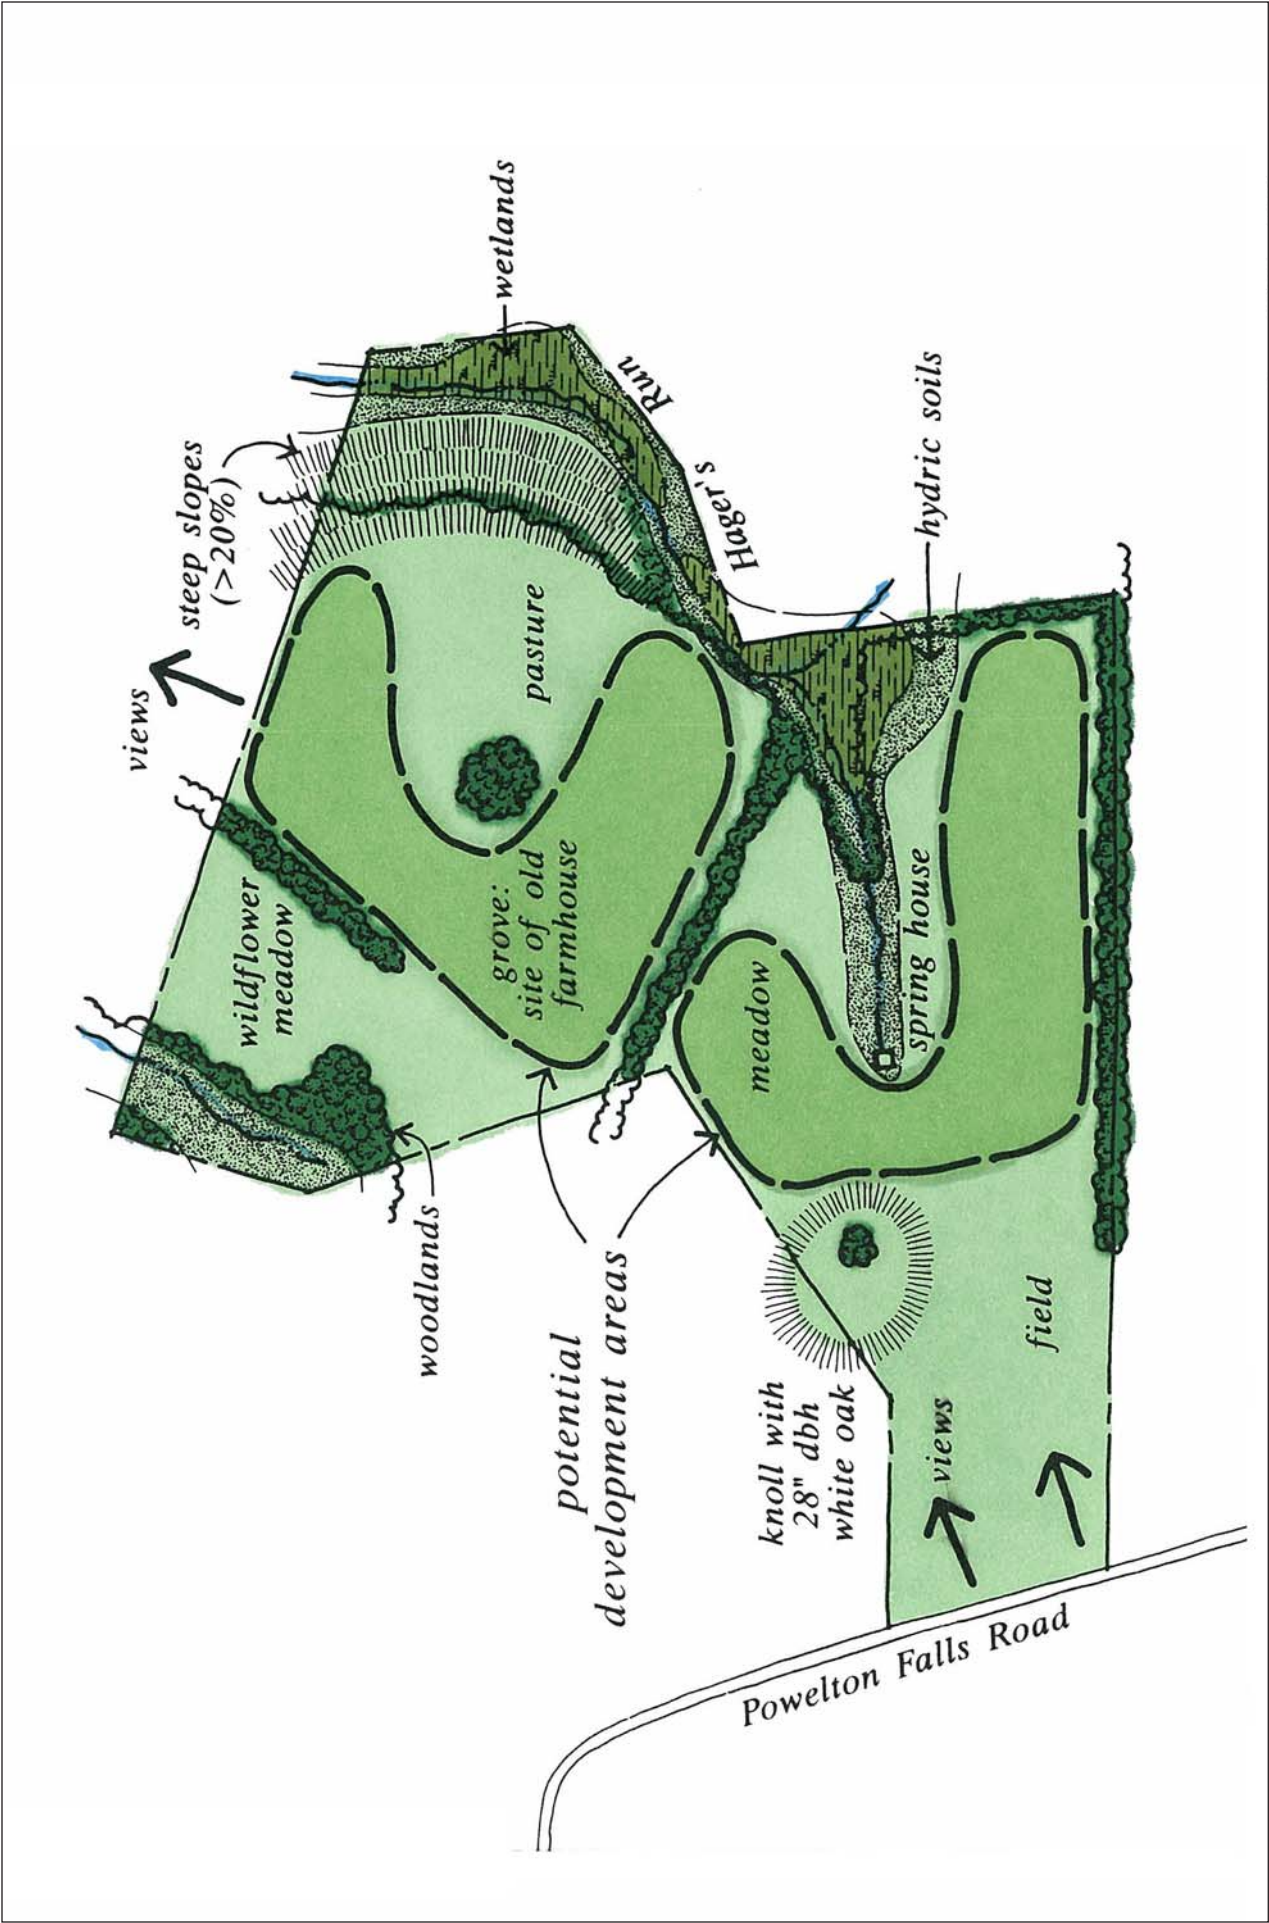 wetlands
Run
Hager's
hydric soils
steep slopes
(>20%)
views
pasture
grove:
site of old
farmhouse
wildflower
meadow
spring house
meadow
woodlands
potential
development areas
knoll with
28" dbh
white oak
field
views
Powelton Falls Road